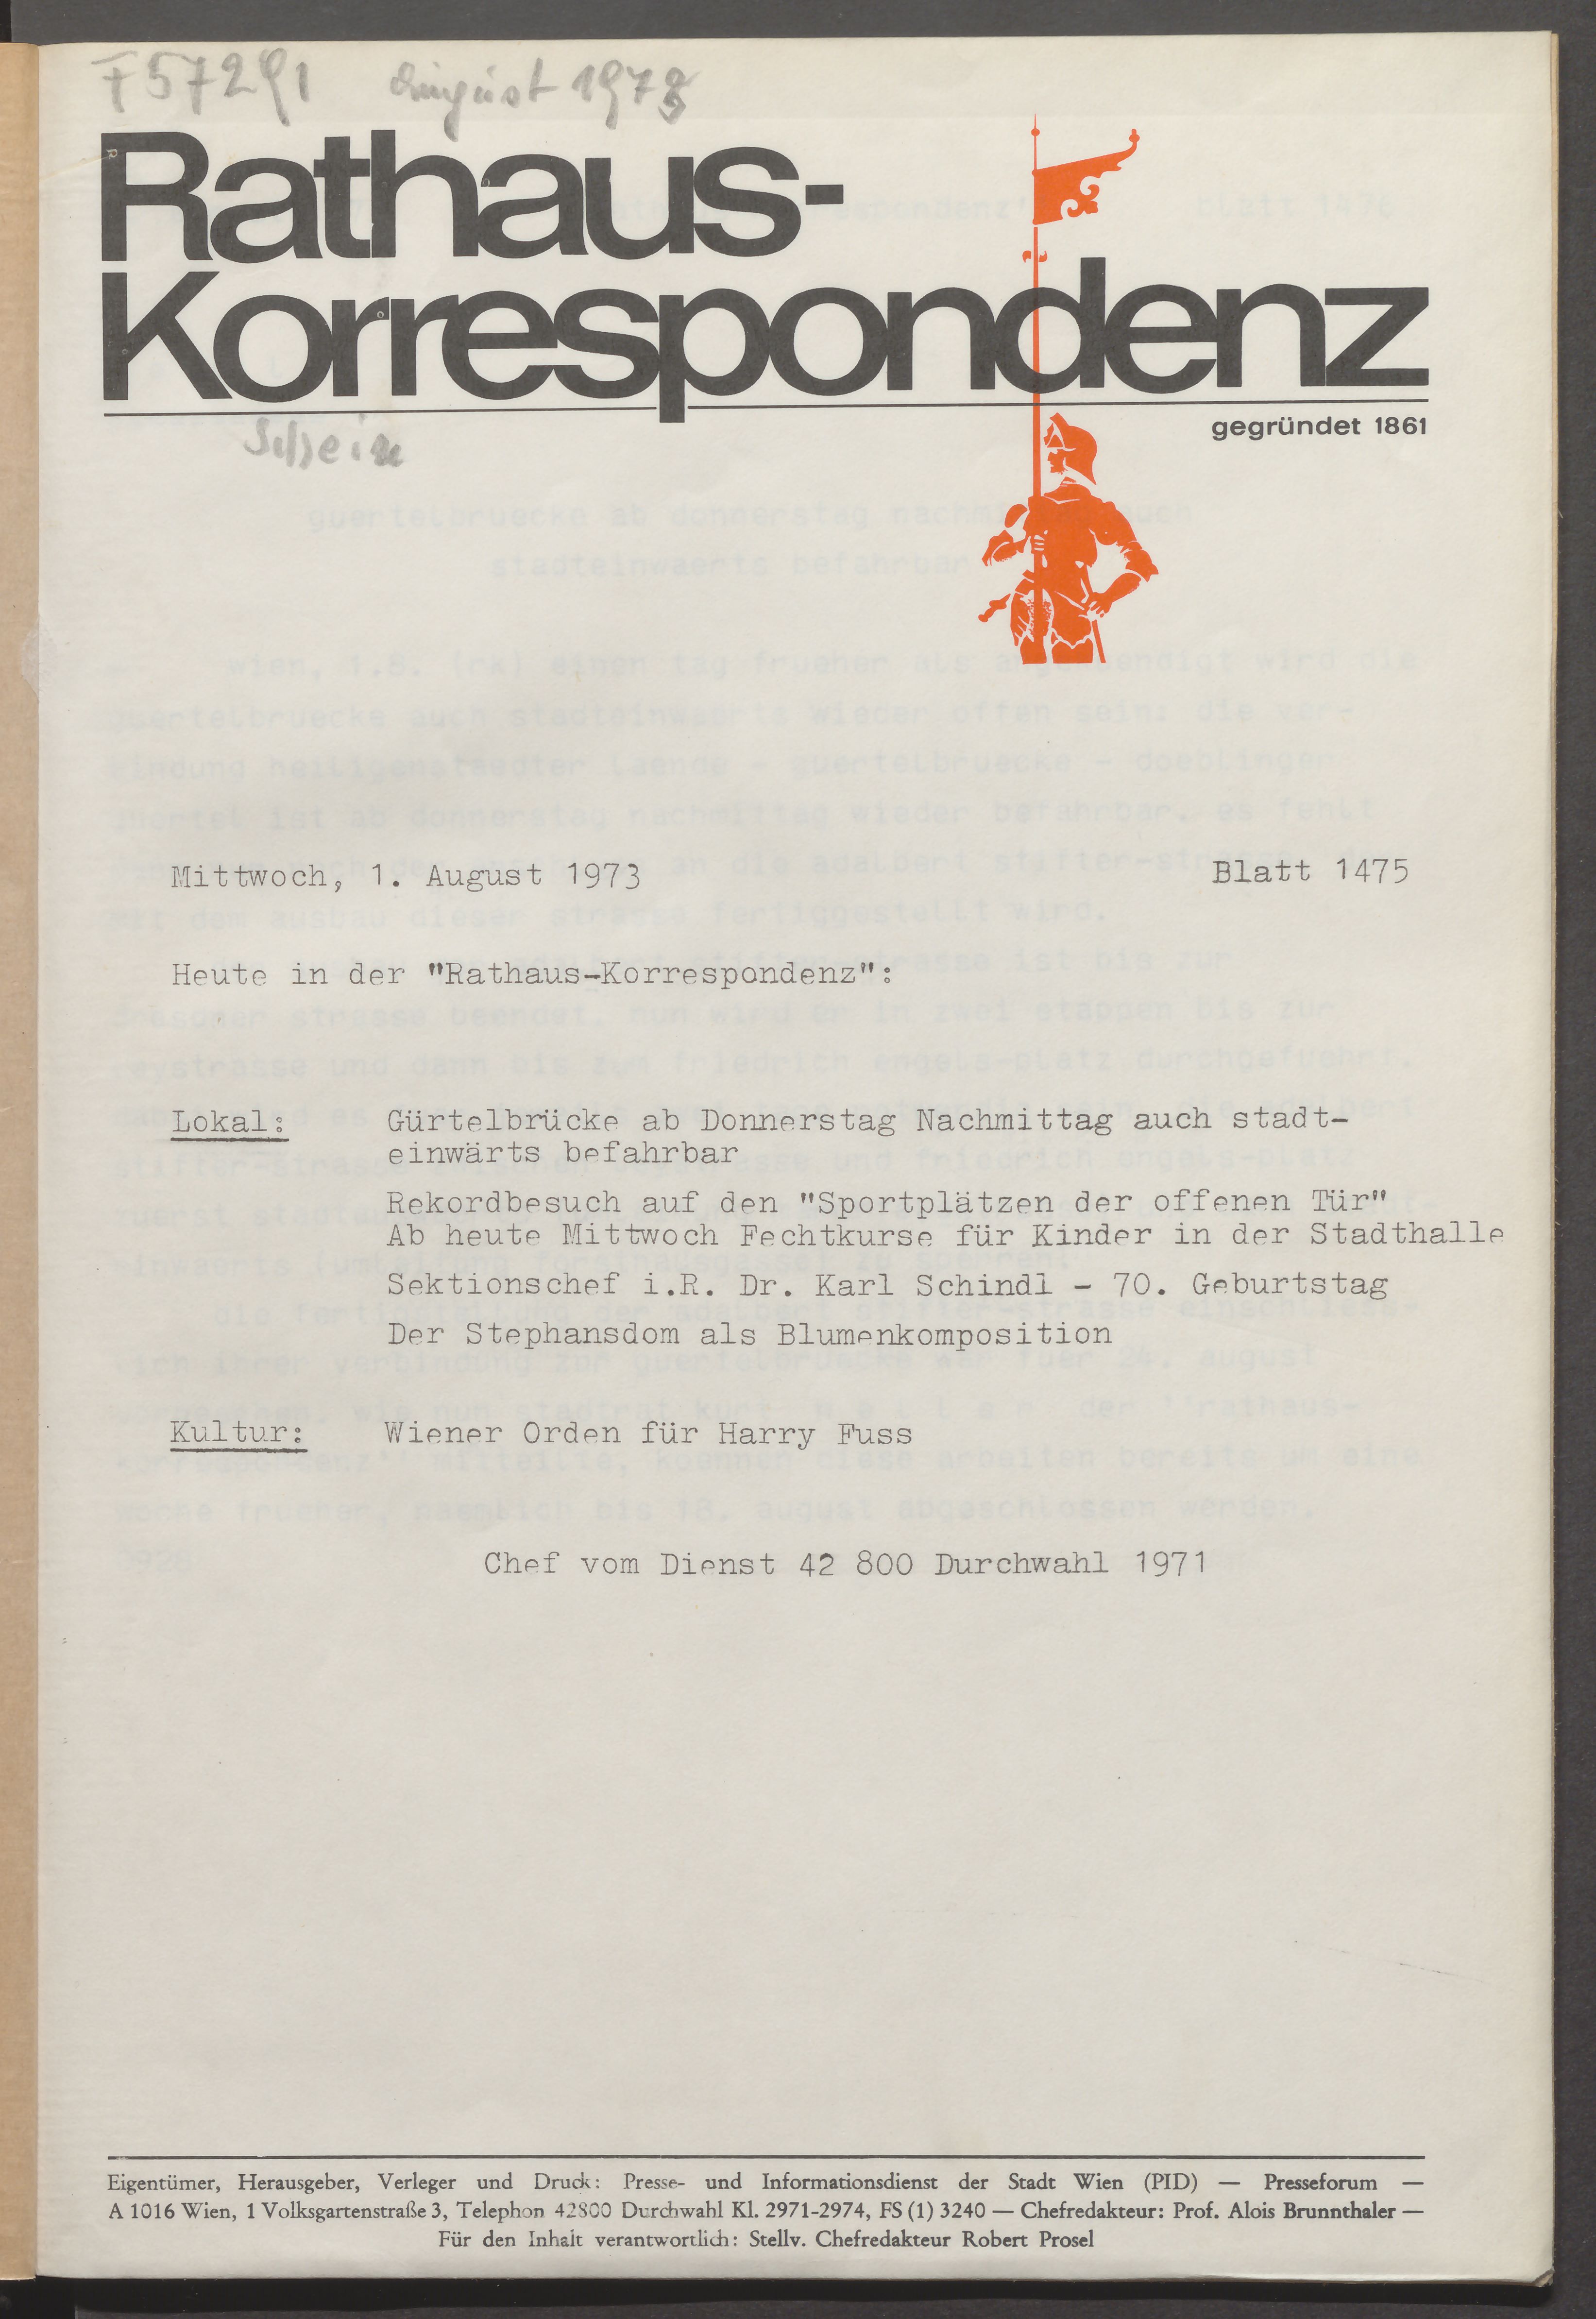 F57291 August 1973
Rathaus-
Korrespondenz
gegründet 1861
Mittwoch, 1. August 1973 Blatt 1475
Heute in der "Rathaus-Korrespondenz":
Lokal: Gürtelbrücke ab Donnerstag Nachmittag auch stadt-
einwärts befahrbar
Rekordbesuch auf den "Sportplätzen der offenen Tür"
Ab heute Mittwoch Fechtkurse für Kinder in der Stadthalle
Sektionschef i.R. Dr. Karl Schindl - 70. Geburtstag
Der Stephansdom als Blumenkomposition
Kultur: Wiener Orden für Harry Fuss
Chef vom Dienst 42 800 Durchwahl 1971
Eigentümer, Herausgeber, Verleger und Druck: Presse- und Informationsdienst der Stadt Wien (PID) — Presseforum —
A 1016 Wien, 1 Volksgartenstraße 3, Telephon 42800 Durchwahl Kl. 2971-2974, FS (1) 3240 — Chefredakteur: Prof. Alois Brunnthaler —
Für den Inhalt verantwortlich: Stellv. Chefredakteur Robert Prosel